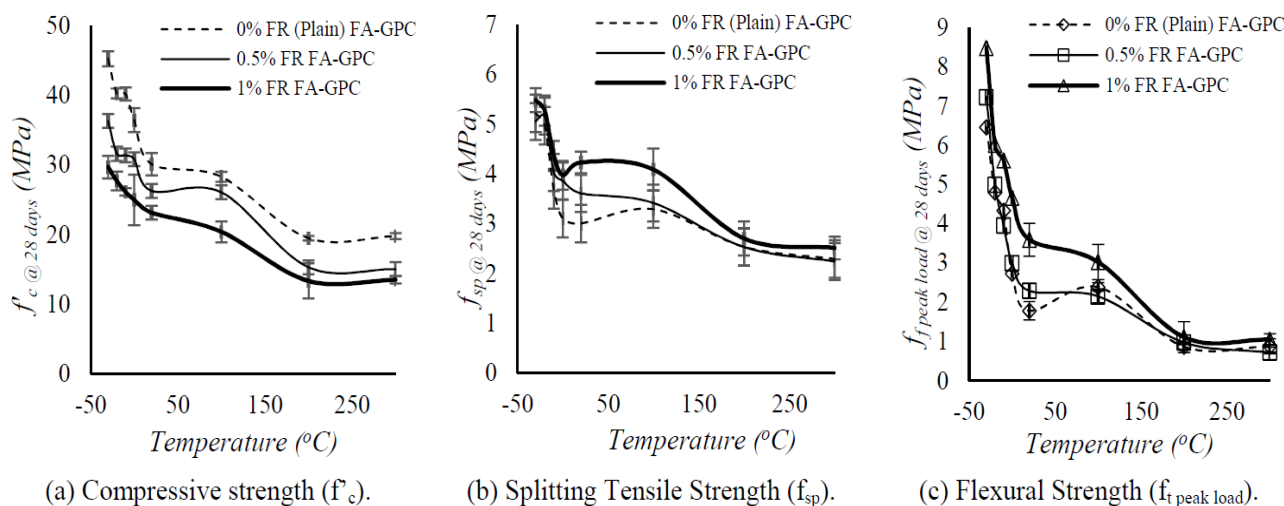 50
40
30
20
10
0
f'c @ 28 days (MPa)
0% FR (Plain) FA-GPC
0.5% FR FA-GPC
1% FR FA-GPC
-50 50 150 250
Temperature (°C)
(a) Compressive strength (f'c).
7
6
5
4
3
2
1
0
fsp @ 28 days (MPa)
0% FR (Plain) FA-GPC
0.5% FR FA-GPC
1% FR FA-GPC
-50 50 150 250
Temperature (°C)
(b) Splitting Tensile Strength (fsp).
9
8
7
6
5
4
3
2
1
0
ff peak load @ 28 days (MPa)
0% FR (Plain) FA-GPC
0.5% FR FA-GPC
1% FR FA-GPC
-50 50 150 250
Temperature (°C)
(c) Flexural Strength (ft peak load).